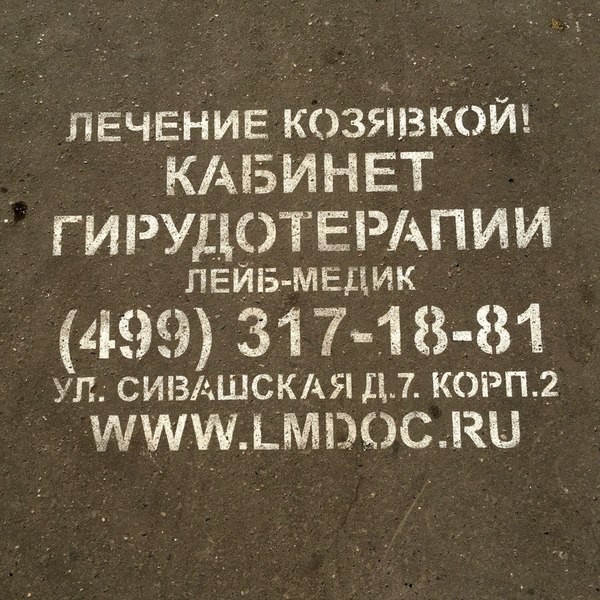 ЛЕЧЕНИЕ КОЗЯВКОЙ!
КАБИНЕТ
ГИРУДОТЕРАПИИ
ЛЕЙБ-МЕДИК
(499) 317-18-81
УЛ. СИВАШСКАЯ Д.7. КОРП.2
WWW.LMDOC.RU